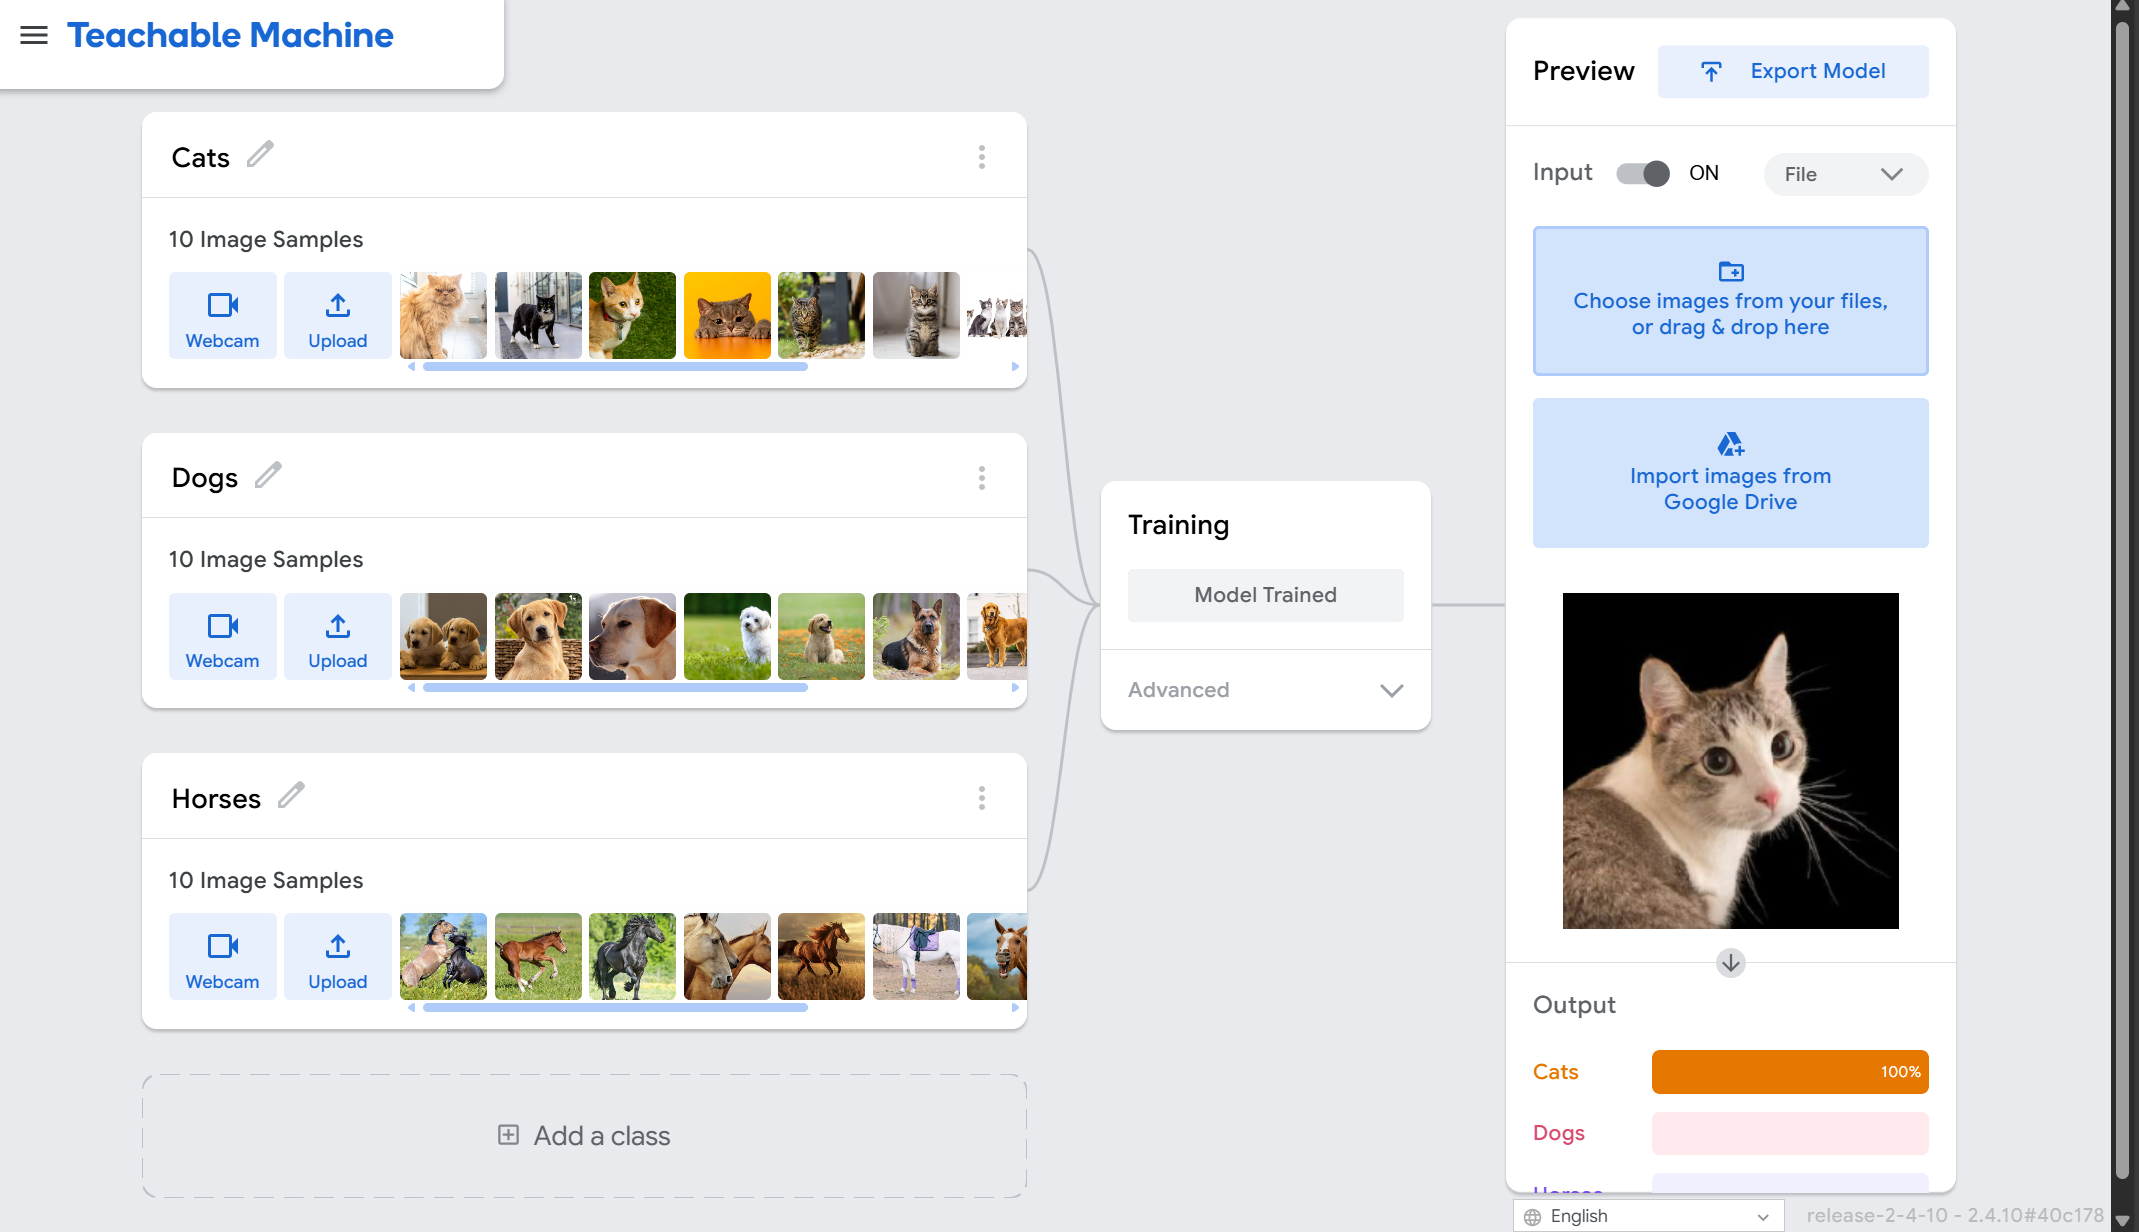 Teachable Machine
Cats
10 Image Samples
Webcam
Upload
Dogs
10 Image Samples
Webcam
Upload
Horses
10 Image Samples
Webcam
Upload
Add a class
Training
Model Trained
Advanced
Preview
Export Model
Input
ON
File
Choose images from your files,
or drag & drop here
Import images from
Google Drive
Output
Cats
100%
Dogs
Horses
English
release-2-4-10 - 2.4.10#40c178